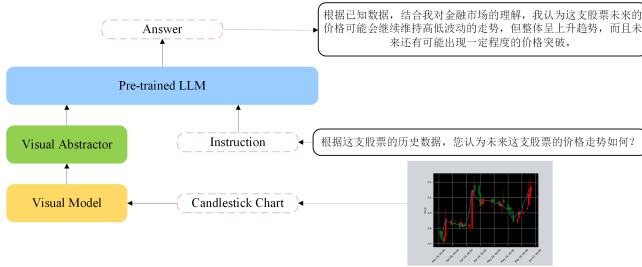 Answer
根据已知数据，结合我对金融市场的理解，我认为这支股票未来的
价格可能会继续维持高低波动的走势，但整体呈上升趋势，而且未
来还有可能出现一定程度的价格突破。
Pre-trained LLM
Visual Abstractor
Instruction
根据这支股票的历史数据，您认为未来这支股票的价格走势如何？
Visual Model
Candlestick Chart